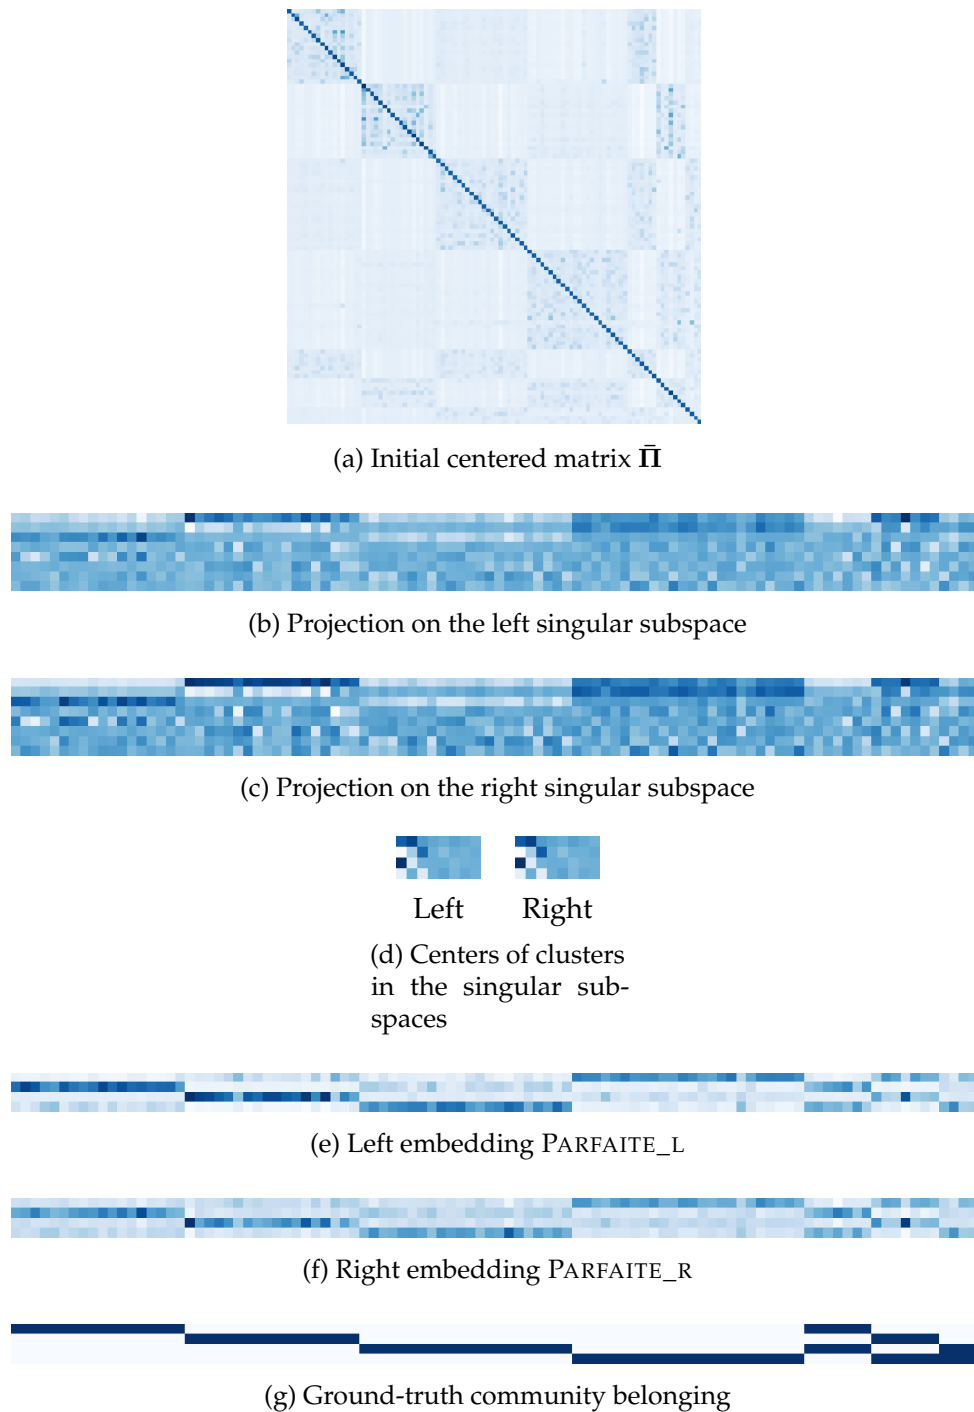 (a) Initial centered matrix Π̄
(b) Projection on the left singular subspace
(c) Projection on the right singular subspace
Left Right
(d) Centers of clusters
in the singular sub-
spaces
(e) Left embedding PARFAITE_L
(f) Right embedding PARFAITE_R
(g) Ground-truth community belonging